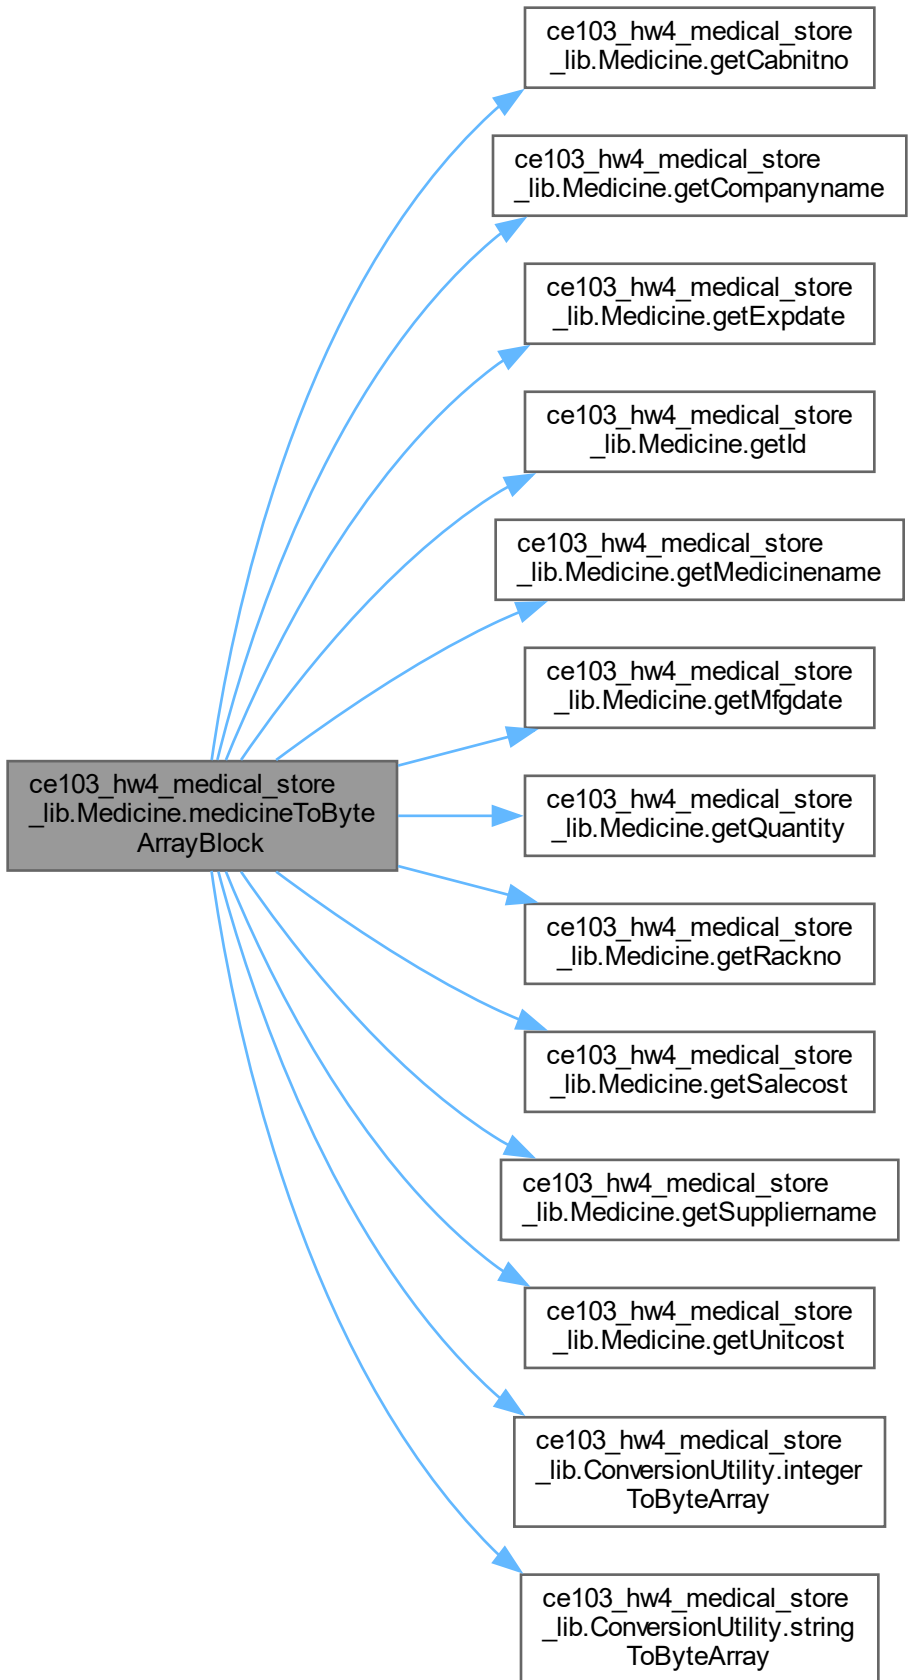 ce103_hw4_medical_store
_lib.Medicine.getCabnitno
ce103_hw4_medical_store
_lib.Medicine.getCompanyname
ce103_hw4_medical_store
_lib.Medicine.getExpdate
ce103_hw4_medical_store
_lib.Medicine.getId
ce103_hw4_medical_store
_lib.Medicine.getMedicinename
ce103_hw4_medical_store
_lib.Medicine.getMfgdate
ce103_hw4_medical_store
_lib.Medicine.medicineToByte
ArrayBlock
ce103_hw4_medical_store
_lib.Medicine.getQuantity
ce103_hw4_medical_store
_lib.Medicine.getRackno
ce103_hw4_medical_store
_lib.Medicine.getSalecost
ce103_hw4_medical_store
_lib.Medicine.getSuppliername
ce103_hw4_medical_store
_lib.Medicine.getUnitcost
ce103_hw4_medical_store
_lib.ConversionUtility.integer
ToByteArray
ce103_hw4_medical_store
_lib.ConversionUtility.string
ToByteArray